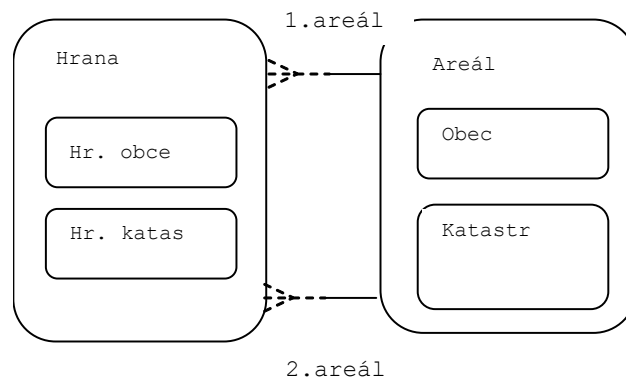 1.areál
Hrana
Areál
Hr. obce
Obec
Hr. katas
Katastr
2.areál